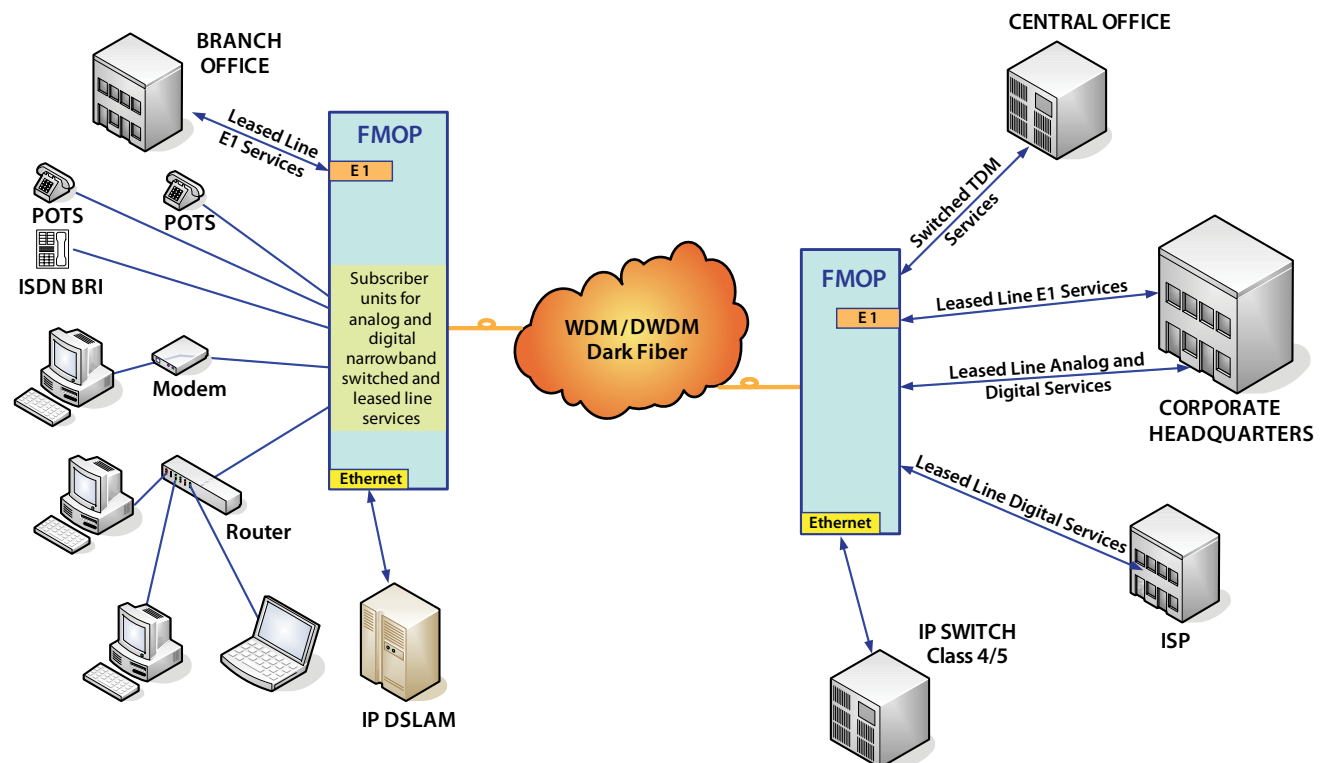 BRANCH
OFFICE
Leased Line
E1 Services
FMOP
E 1
POTS
POTS
ISDN BRI
Modem
Router
Subscriber
units for
analog and
digital
narrowband
switched and
leased line
services
Ethernet
IP DSLAM
WDM/DWDM
Dark Fiber
CENTRAL OFFICE
Switched TDM
Services
FMOP
E 1
Leased Line E1 Services
Leased Line Analog and
Digital Services
CORPORATE
HEADQUARTERS
Leased Line Digital Services
Ethernet
ISP
IP SWITCH
Class 4/5